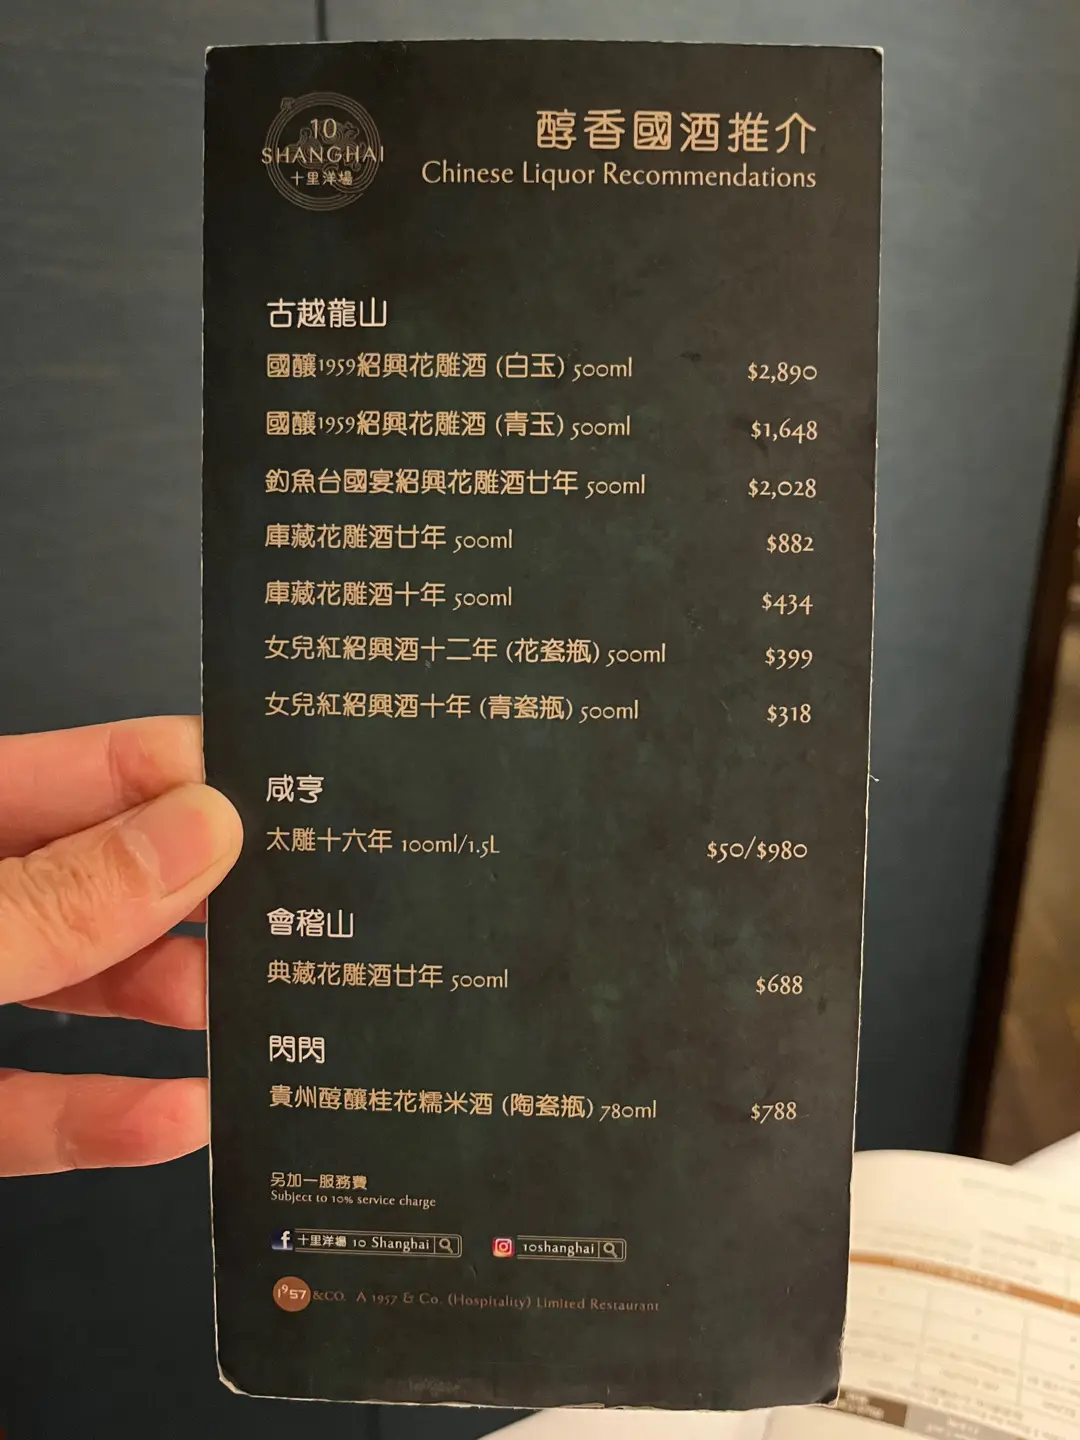 10
SHANGHAI
十里洋場
醇香國酒推介
Chinese Liquor Recommendations
古越龍山
國釀1959紹興花雕酒 (白玉) 500ml $2,890
國釀1959紹興花雕酒 (青玉) 500ml $1,648
釣魚台國宴紹興花雕酒廿年 500ml $2,028
庫藏花雕酒廿年 500ml $882
庫藏花雕酒十年 500ml $434
女兒紅紹興酒十二年 (花瓷瓶) 500ml $399
女兒紅紹興酒十年 (青瓷瓶) 500ml $318
咸亨
太雕十六年 100ml/1.5L $50/$980
會稽山
典藏花雕酒廿年 500ml $688
閃閃
貴州醇釀桂花糯米酒 (陶瓷瓶) 780ml $788
另加一服務費
Subject to 10% service charge
十里洋場 10 Shanghai 10shanghai
1957 &CO. A 1957 & Co. (Hospitality) Limited Restaurant